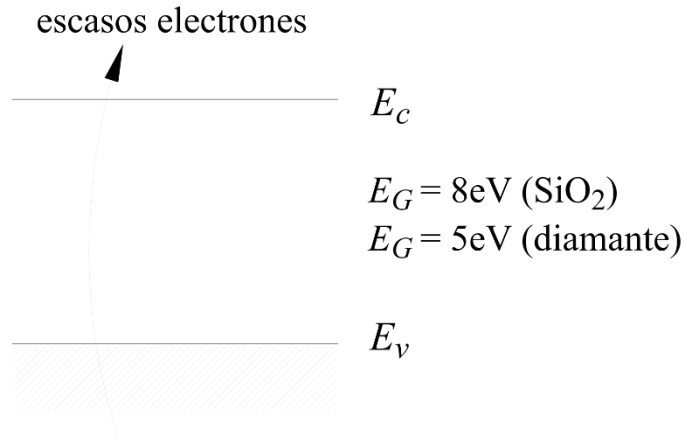 escasos electrones
E_c
E_G = 8eV (SiO₂)
E_G = 5eV (diamante)
E_v